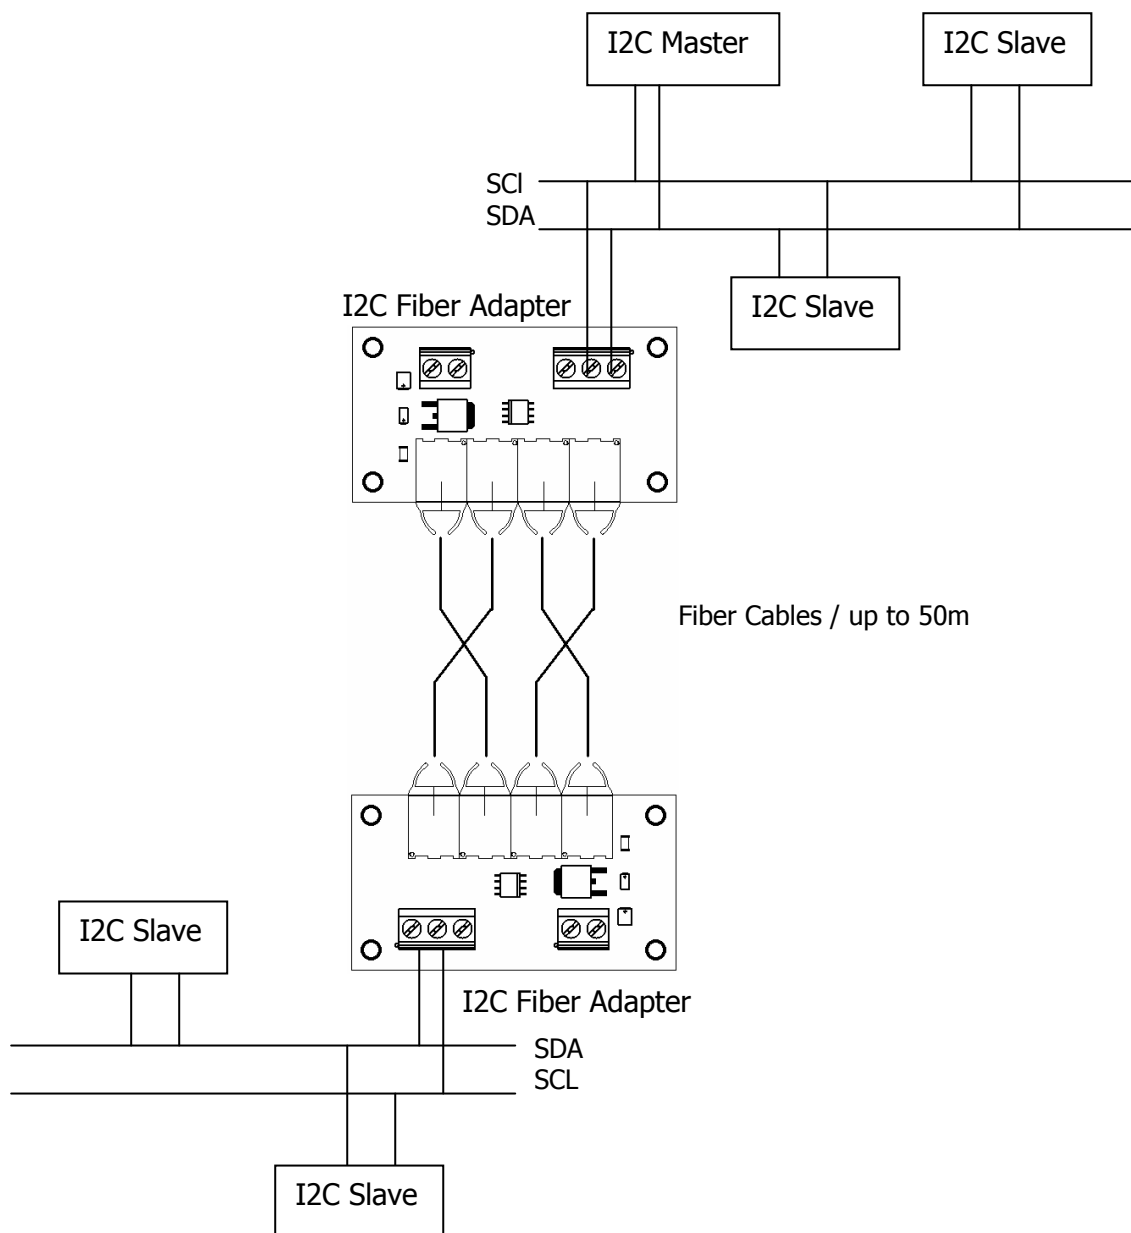 I2C Master
I2C Slave
SCl
SDA
I2C Slave
I2C Fiber Adapter
Fiber Cables / up to 50m
I2C Slave
I2C Fiber Adapter
SDA
SCL
I2C Slave